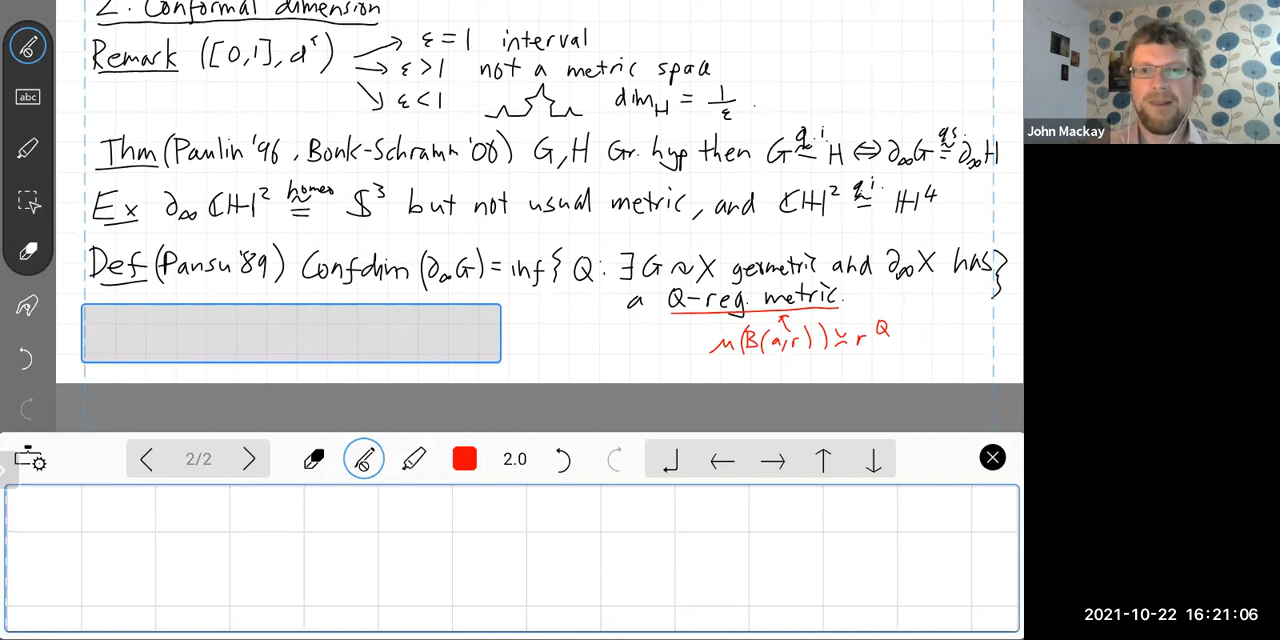 2. Conformal dimension
Remark ([0,1], d^ε) → ε = 1 interval
→ ε > 1 not a metric space
↘ ε < 1 dim_H = 1/ε .
Thm (Paulin '96, Bonk-Schramm '00) G, H Gr. hyp then G q.i. ≅ H ⇔ ∂∞G qs. ≅ ∂∞H
Ex ∂∞ ℂH² homeo ≅ S³ but not usual metric, and ℂH² q.i. ≅ H⁴
Def (Pansu '89) Confdim (∂∞G) = inf { Q : ∃ G ↷ X geometric and ∂∞X has }
a Q-reg. metric.
μ(B(a,r)) ≍ r^Q
abc
John Mackay
2/2
2.0
2021-10-22 16:21:06